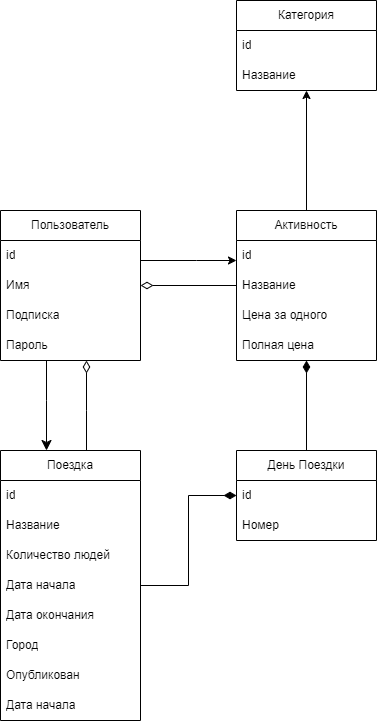 Категория
id
Название
Пользователь
id
Имя
Подписка
Пароль
Активность
id
Название
Цена за одного
Полная цена
Поездка
id
Название
Количество людей
Дата начала
Дата окончания
Город
Опубликован
Дата начала
День Поездки
id
Номер